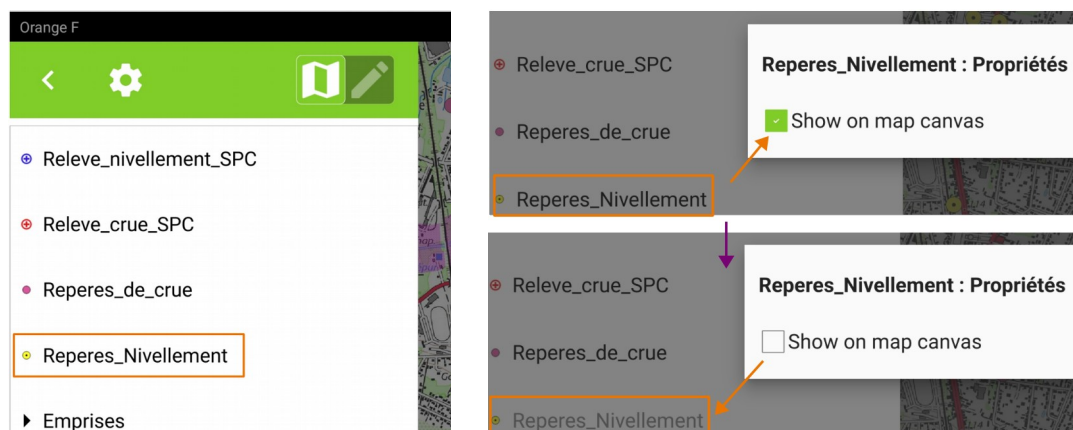 Orange F
Releve_nivellement_SPC
Releve_crue_SPC
Reperes_de_crue
Reperes_Nivellement
Emprises
Releve_crue_SPC
Reperes_de_crue
Reperes_Nivellement
Reperes_Nivellement : Propriétés
Show on map canvas
Releve_crue_SPC
Reperes_de_crue
Reperes_Nivellement
Reperes_Nivellement : Propriétés
Show on map canvas